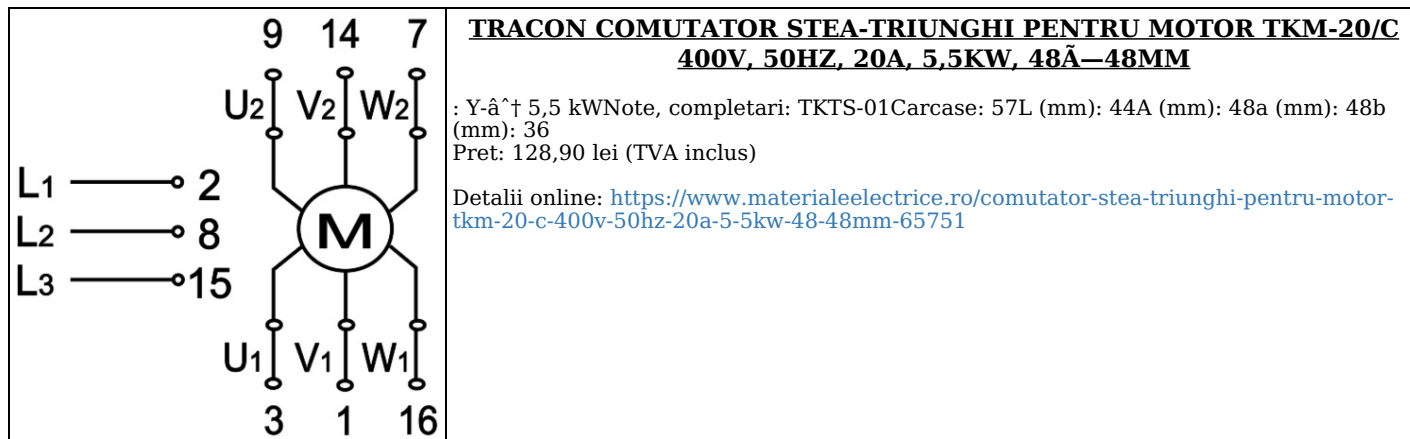 9 14 7
U2 V2 W2
L1 2
L2 8
L3 15
M
U1 V1 W1
3 1 16
TRACON COMUTATOR STEA-TRIUNGHI PENTRU MOTOR TKM-20/C
400V, 50HZ, 20A, 5,5KW, 48Ã—48MM
: Y-âˆ† 5,5 kWNote, completari: TKTS-01Carcase: 57L (mm): 44A (mm): 48a (mm): 48b
(mm): 36
Pret: 128,90 lei (TVA inclus)
Detalii online: https://www.materialeelectrice.ro/comutator-stea-triunghi-pentru-motor-
tkm-20-c-400v-50hz-20a-5-5kw-48-48mm-65751